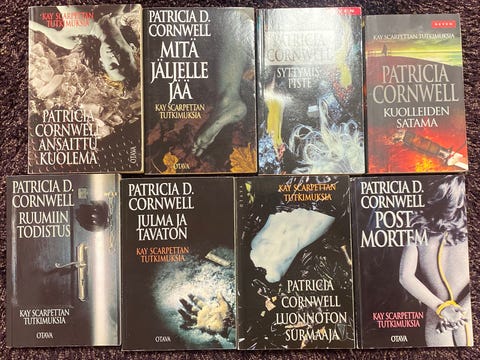 KAY SCARPETTAN
TUTKIMUKSIA
PATRICIA
CORNWELL
ANSAITTU
KUOLEMA
OTAVA
PATRICIA D.
CORNWELL
MITÄ
JÄLJELLE
JÄÄ
KAY SCARPETTAN
TUTKIMUKSIA
OTAVA
PATRICIA
CORNWELL
SYTTYMIS
PISTE
KAY SCARPETTAN TUTKIMUKSIA
PATRICIA
CORNWELL
KUOLLEIDEN
SATAMA
PATRICIA D.
CORNWELL
RUUMIIN
TODISTUS
KAY SCARPETTAN
TUTKIMUKSIA
OTAVA
PATRICIA D.
CORNWELL
JULMA JA
TAVATON
KAY SCARPETTAN
TUTKIMUKSIA
OTAVA
KAY SCARPETTAN
TUTKIMUKSIA
PATRICIA
CORNWELL
LUONNOTON
SURMAAJA
OTAVA
PATRICIA D.
CORNWELL
POST
MORTEM
KAY SCARPETTAN
TUTKIMUKSIA
OTAVA